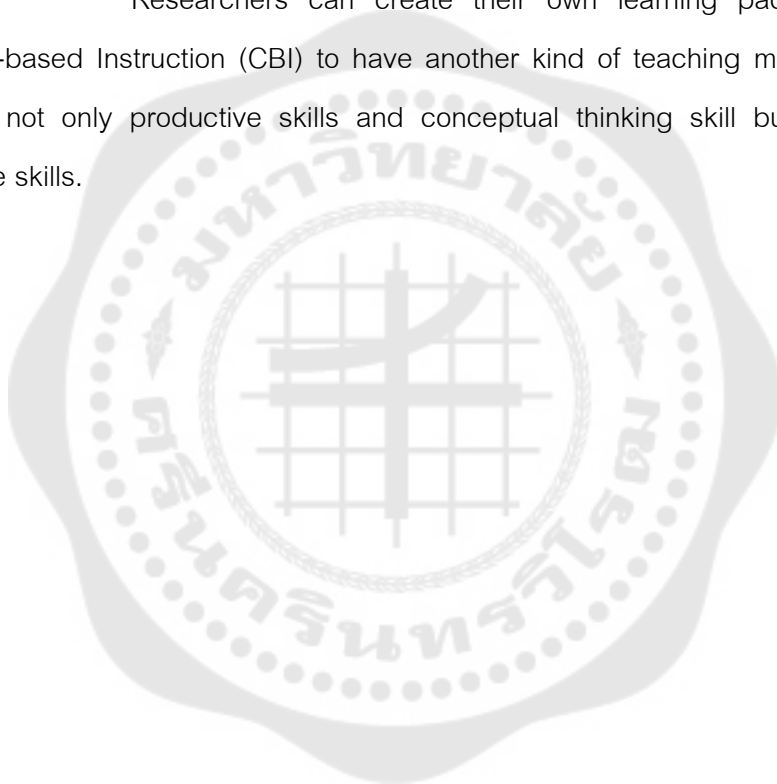 Researchers can create their own learning pac
-based Instruction (CBI) to have another kind of teaching m
not only productive skills and conceptual thinking skill bu
e skills.
มหาวิทยาลัย
ศรีนครินทรวิโรฒ